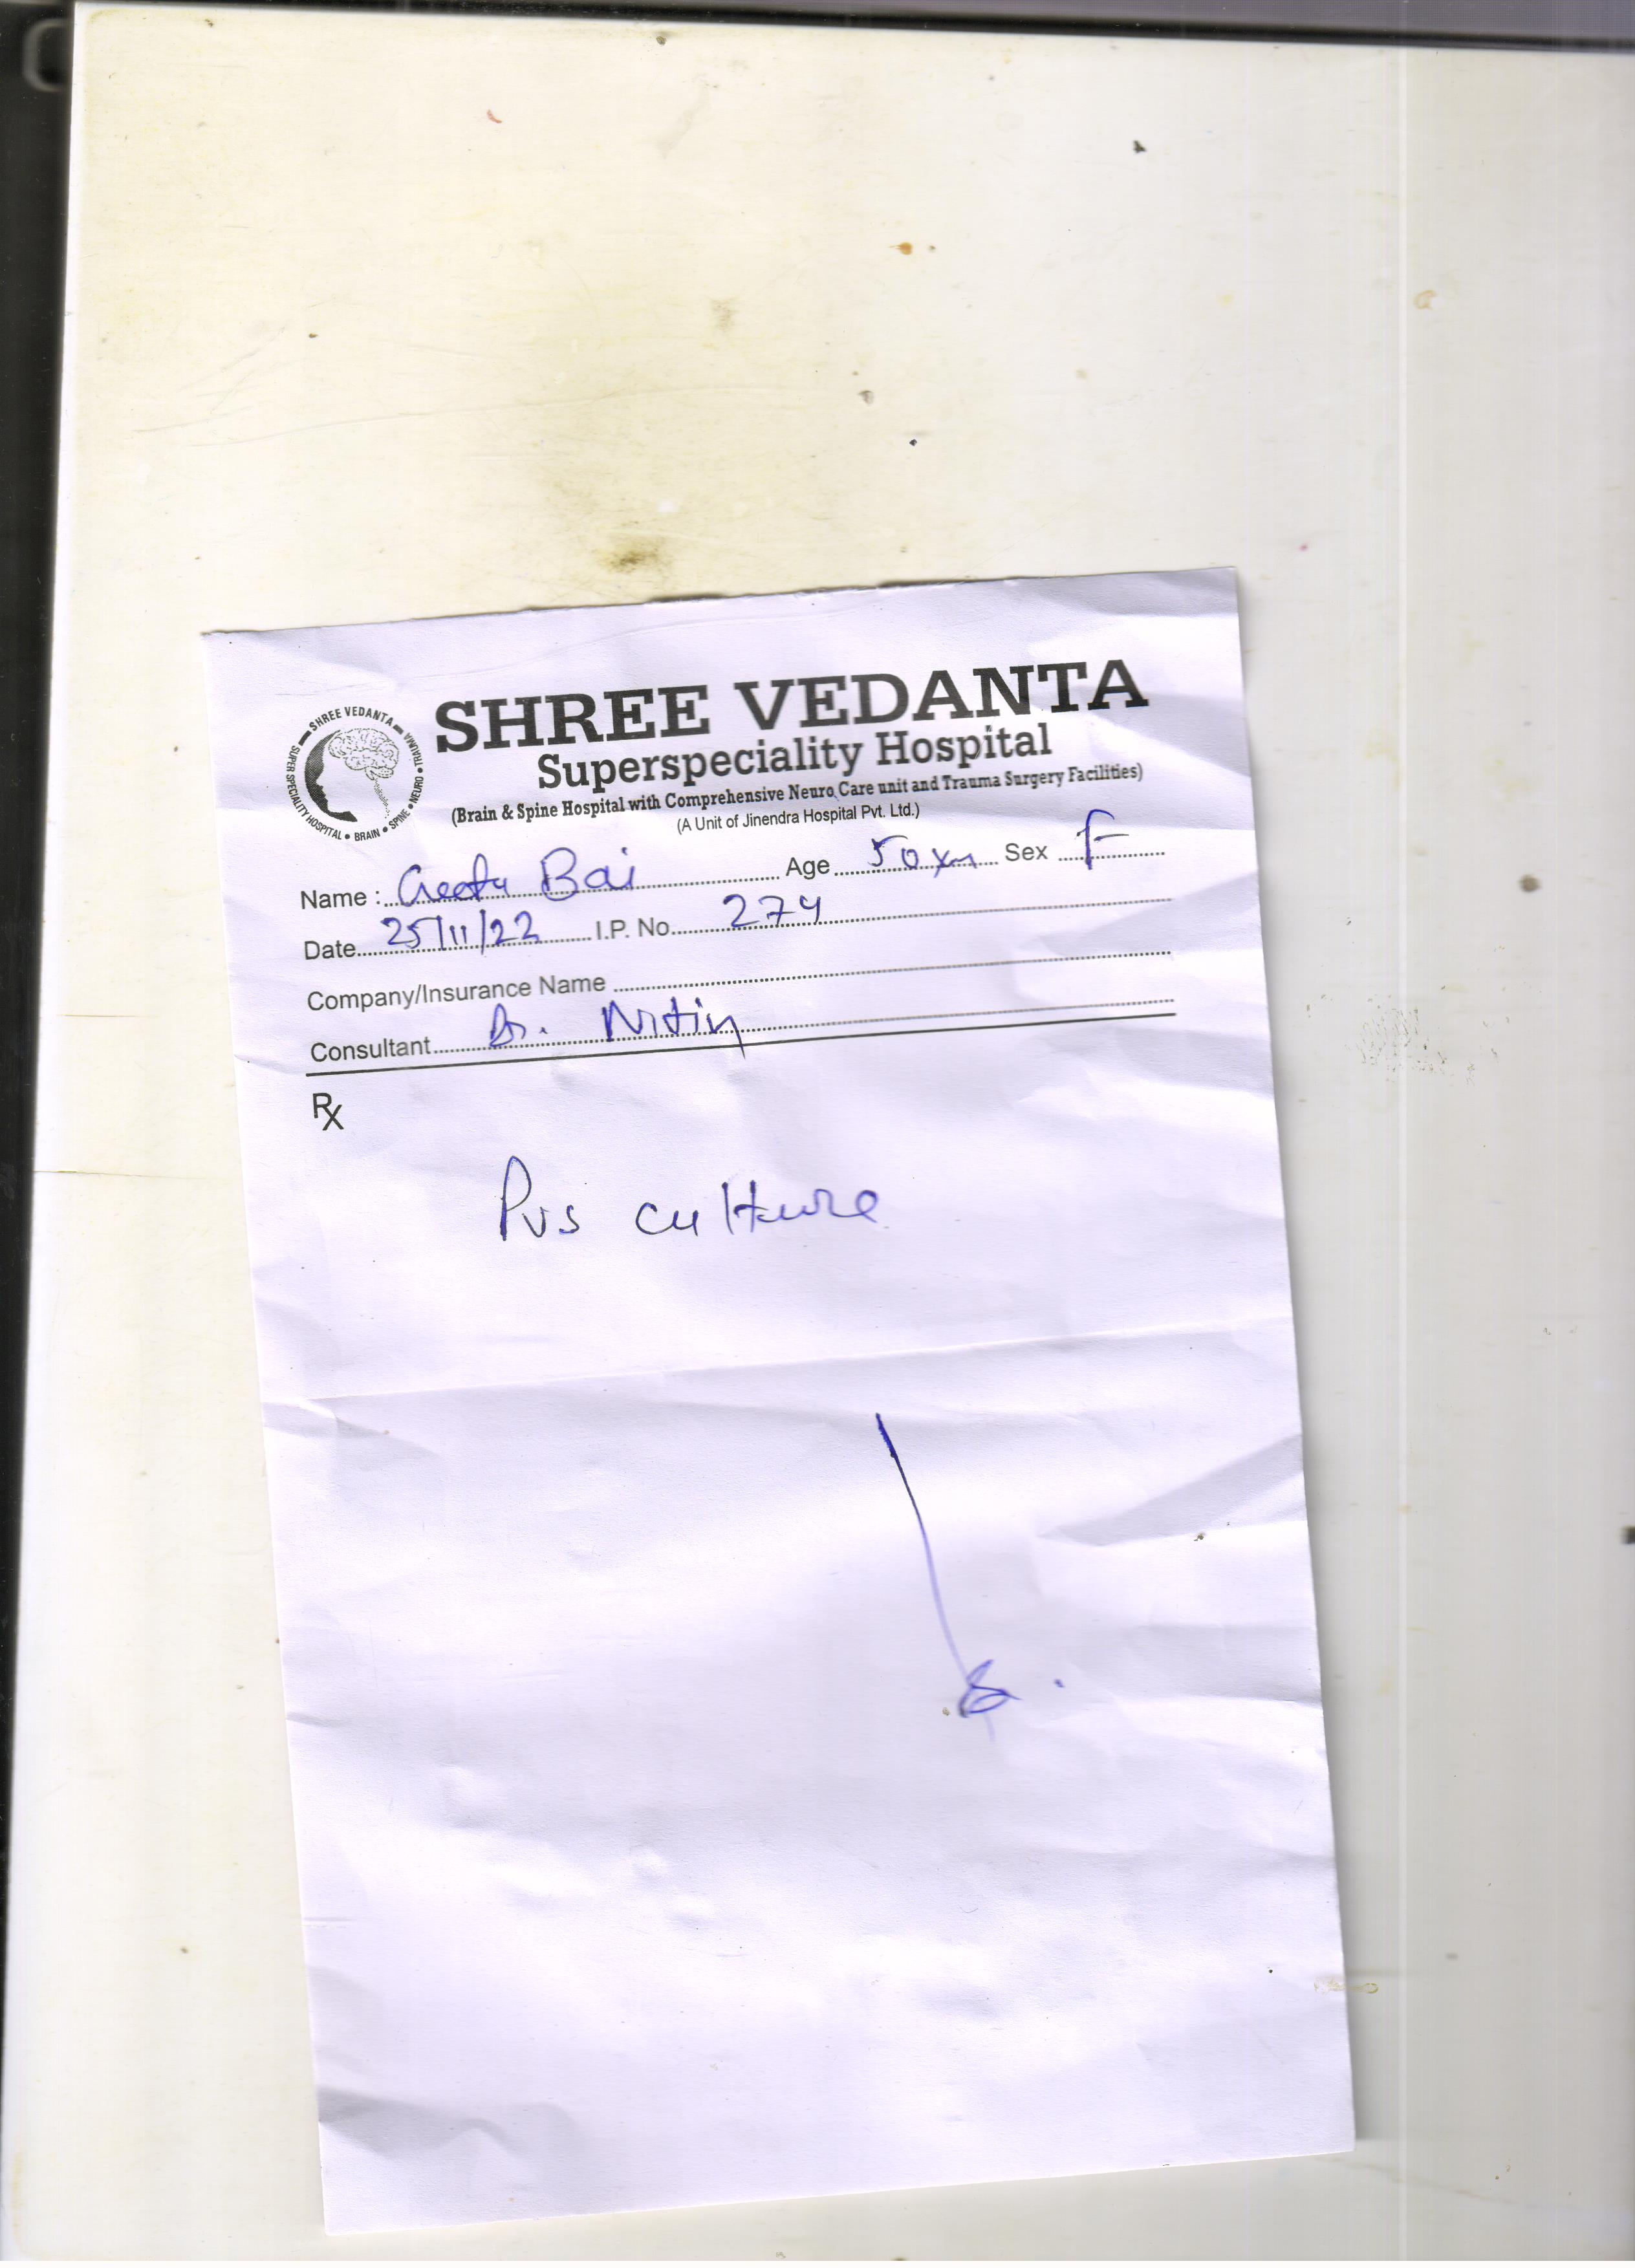 SHREE VEDANTA
SUPER SPECIALITY HOSPITAL • BRAIN • SPINE • NEURO • TRAUMA
SHREE VEDANTA
Superspeciality Hospital
(Brain & Spine Hospital with Comprehensive Neuro Care unit and Trauma Surgery Facilities)
(A Unit of Jinendra Hospital Pvt. Ltd.)
Name : Geeta Bai Age 50 yrs Sex F
Date 25/11/22 I.P. No. 274
Company/Insurance Name
Consultant Dr. Nitin
Rx
Pus culture